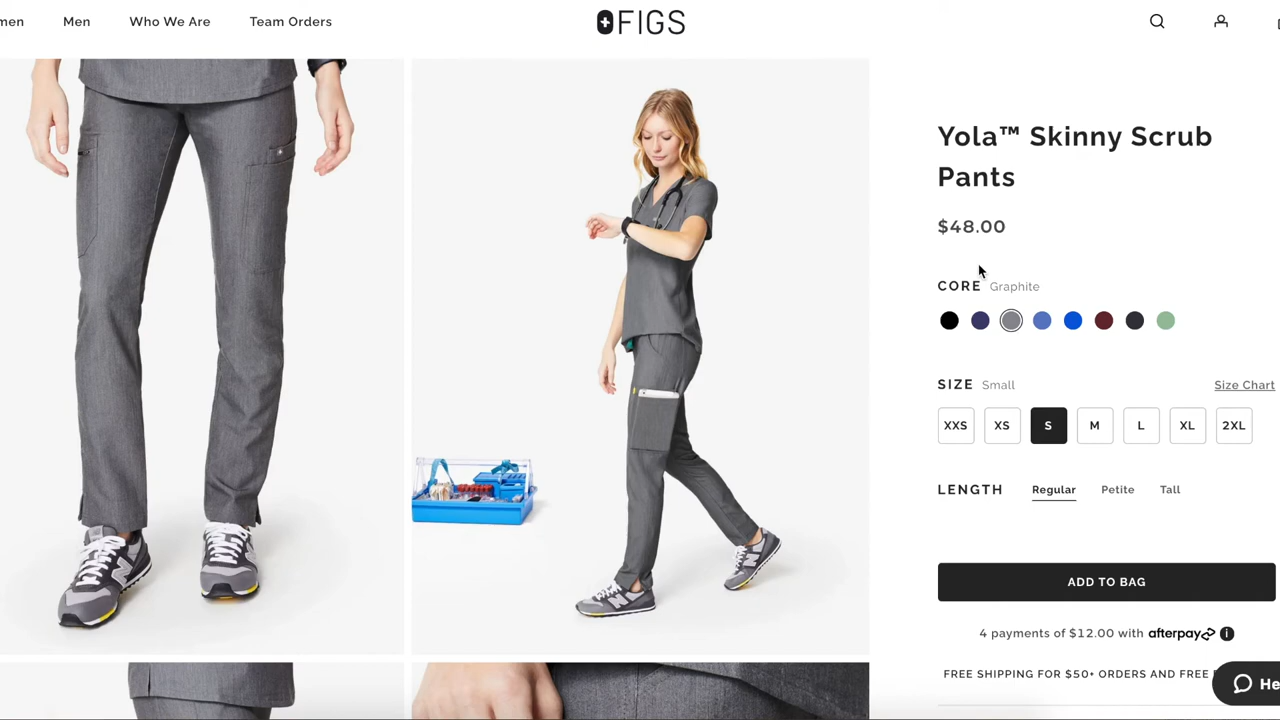 men Men Who We Are Team Orders
FIGS
Yola™ Skinny Scrub
Pants
$48.00
CORE Graphite
SIZE Small Size Chart
XXS XS S M L XL 2XL
LENGTH Regular Petite Tall
ADD TO BAG
4 payments of $12.00 with afterpay i
FREE SHIPPING FOR $50+ ORDERS AND FREE
He